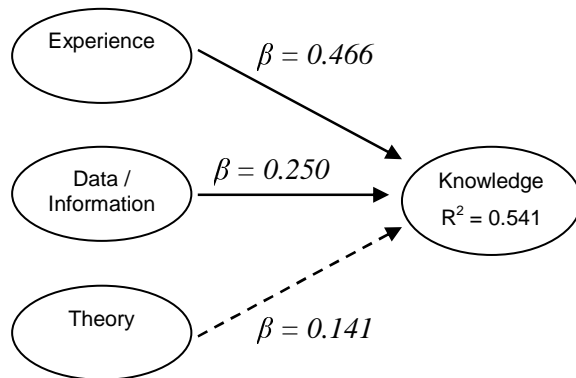 Experience
β = 0.466
Data /
Information
β = 0.250
Knowledge
R² = 0.541
Theory
β = 0.141